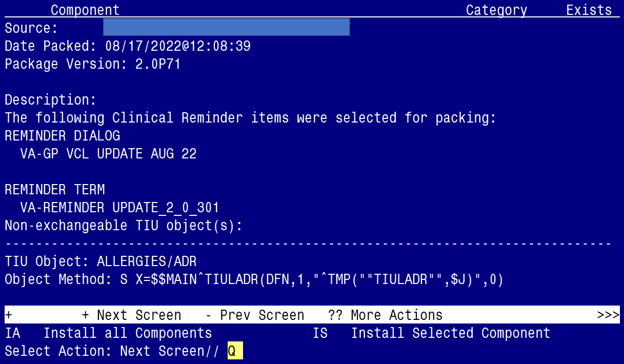 Component Category Exists
Source:
Date Packed: 08/17/2022@12:08:39
Package Version: 2.0P71
Description:
The following Clinical Reminder items were selected for packing:
REMINDER DIALOG
VA-GP VCL UPDATE AUG 22
REMINDER TERM
VA-REMINDER UPDATE_2_0_301
Non-exchangeable TIU object(s):
-------------------------------------------------------------------------------
TIU Object: ALLERGIES/ADR
Object Method: S X=$$MAIN^TIULADR(DFN,1,"^TMP(""TIULADR"",$J)",0)
+ + Next Screen - Prev Screen ?? More Actions >>>
IA Install all Components IS Install Selected Component
Select Action: Next Screen// Q